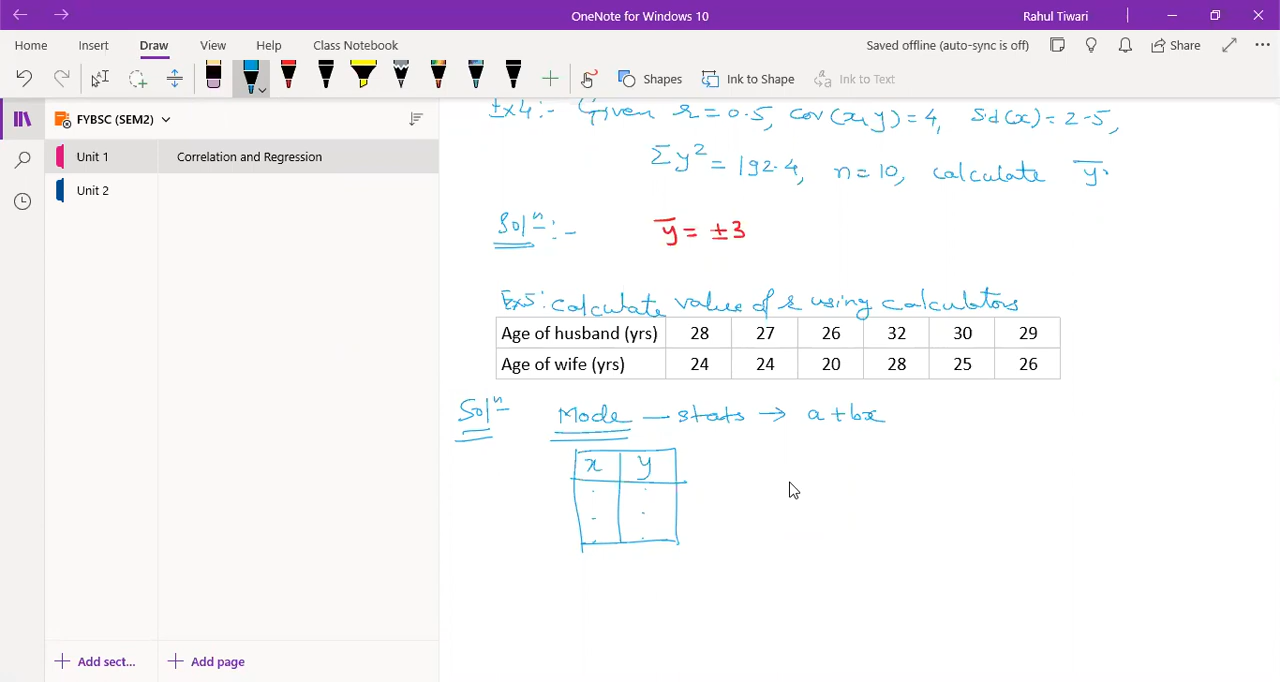 OneNote for Windows 10
Rahul Tiwari
Home Insert Draw View Help Class Notebook
Saved offline (auto-sync is off) Share
Shapes Ink to Shape Ink to Text
FYBSC (SEM2)
Unit 1 Correlation and Regression
Unit 2
Ex4:- Given r = 0.5, cov(x,y) = 4, Sd(x) = 2.5,
Σy² = 192.4, n = 10, calculate y̅.
Solⁿ:- y̅ = ±3
Ex5: calculate value of r using calculators
Age of husband (yrs) 28 27 26 32 30 29
Age of wife (yrs) 24 24 20 28 25 26
Solⁿ Mode — stats → a + bx
x y
Add sect... Add page